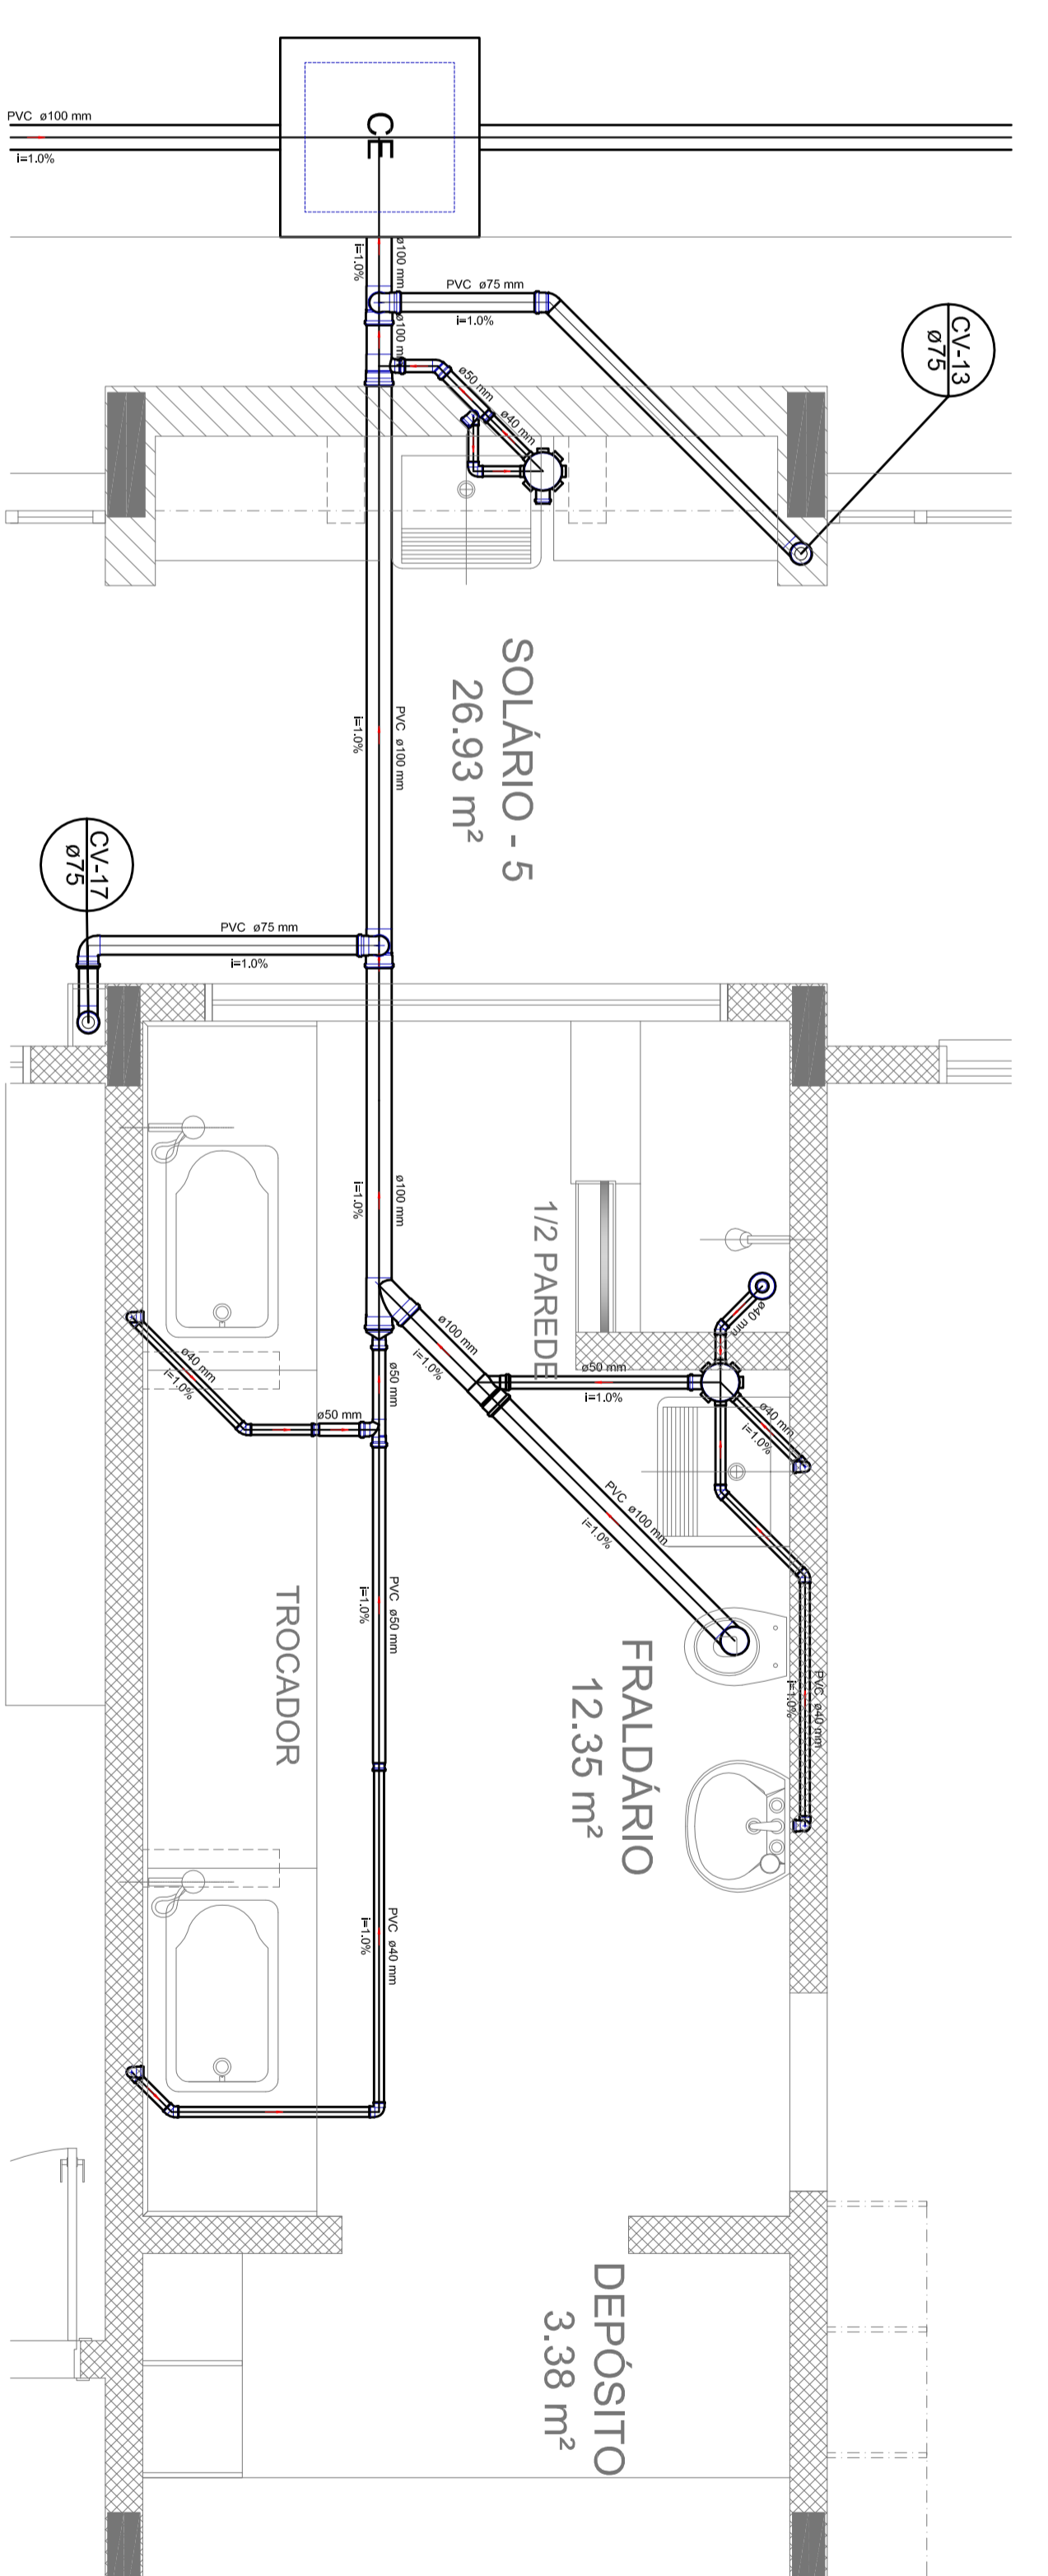 PVC ø100 mm
i=1.0%
CE
ø100 mm
i=1.0%
PVC ø75 mm
i=1.0%
ø100 mm
CV-13
ø75
ø50 mm
ø40 mm
SOLÁRIO - 5
26.93 m²
PVC ø100 mm
i=1.0%
CV-17
ø75
PVC ø75 mm
i=1.0%
ø100 mm
i=1.0%
1/2 PAREDE
ø40 mm
ø100 mm
i=1.0%
ø50 mm
i=1.0%
ø40 mm
i=1.0%
ø50 mm
ø50 mm
ø40 mm
i=1.0%
PVC ø100 mm
i=1.0%
PVC ø50 mm
i=1.0%
TROCADOR
FRALDÁRIO
12.35 m²
PVC ø40 mm
i=1.0%
PVC ø40 mm
i=1.0%
DEPÓSITO
3.38 m²